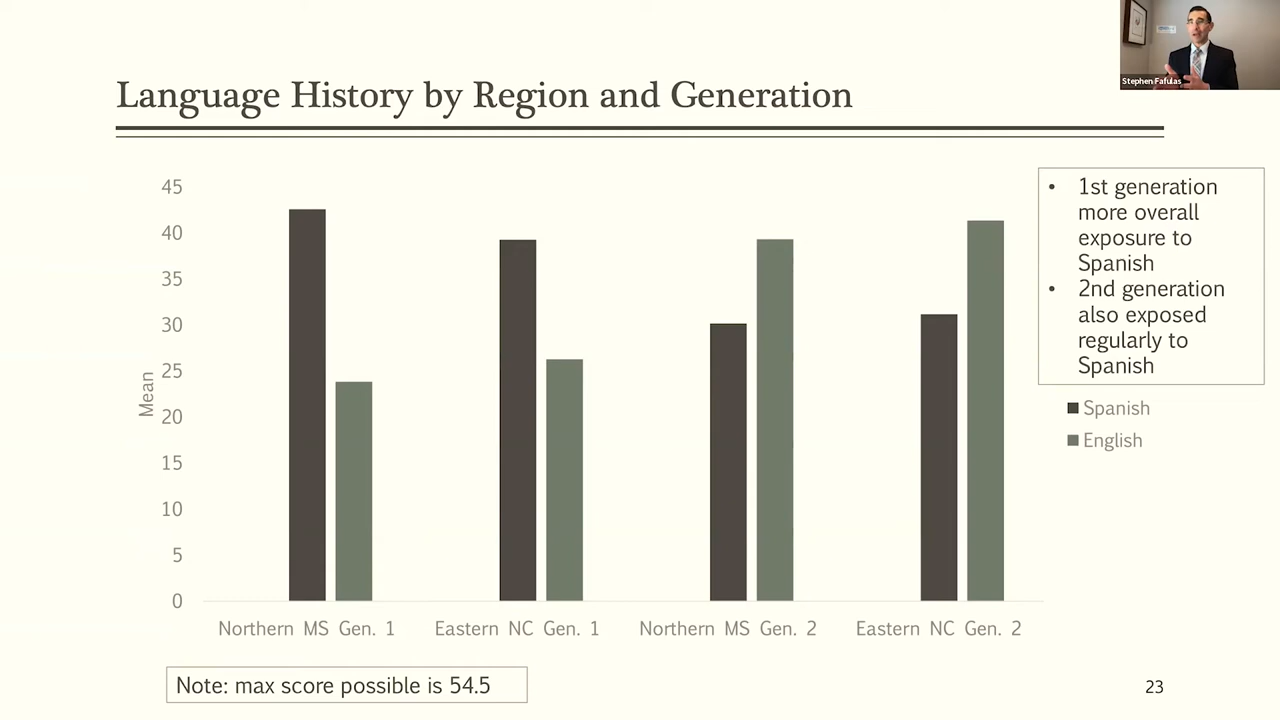 Stephen Fafulas
Language History by Region and Generation
45
40
35
30
25
20
15
10
5
0
Mean
Northern MS Gen. 1
Eastern NC Gen. 1
Northern MS Gen. 2
Eastern NC Gen. 2
• 1st generation
more overall
exposure to
Spanish
• 2nd generation
also exposed
regularly to
Spanish
Spanish
English
Note: max score possible is 54.5
23